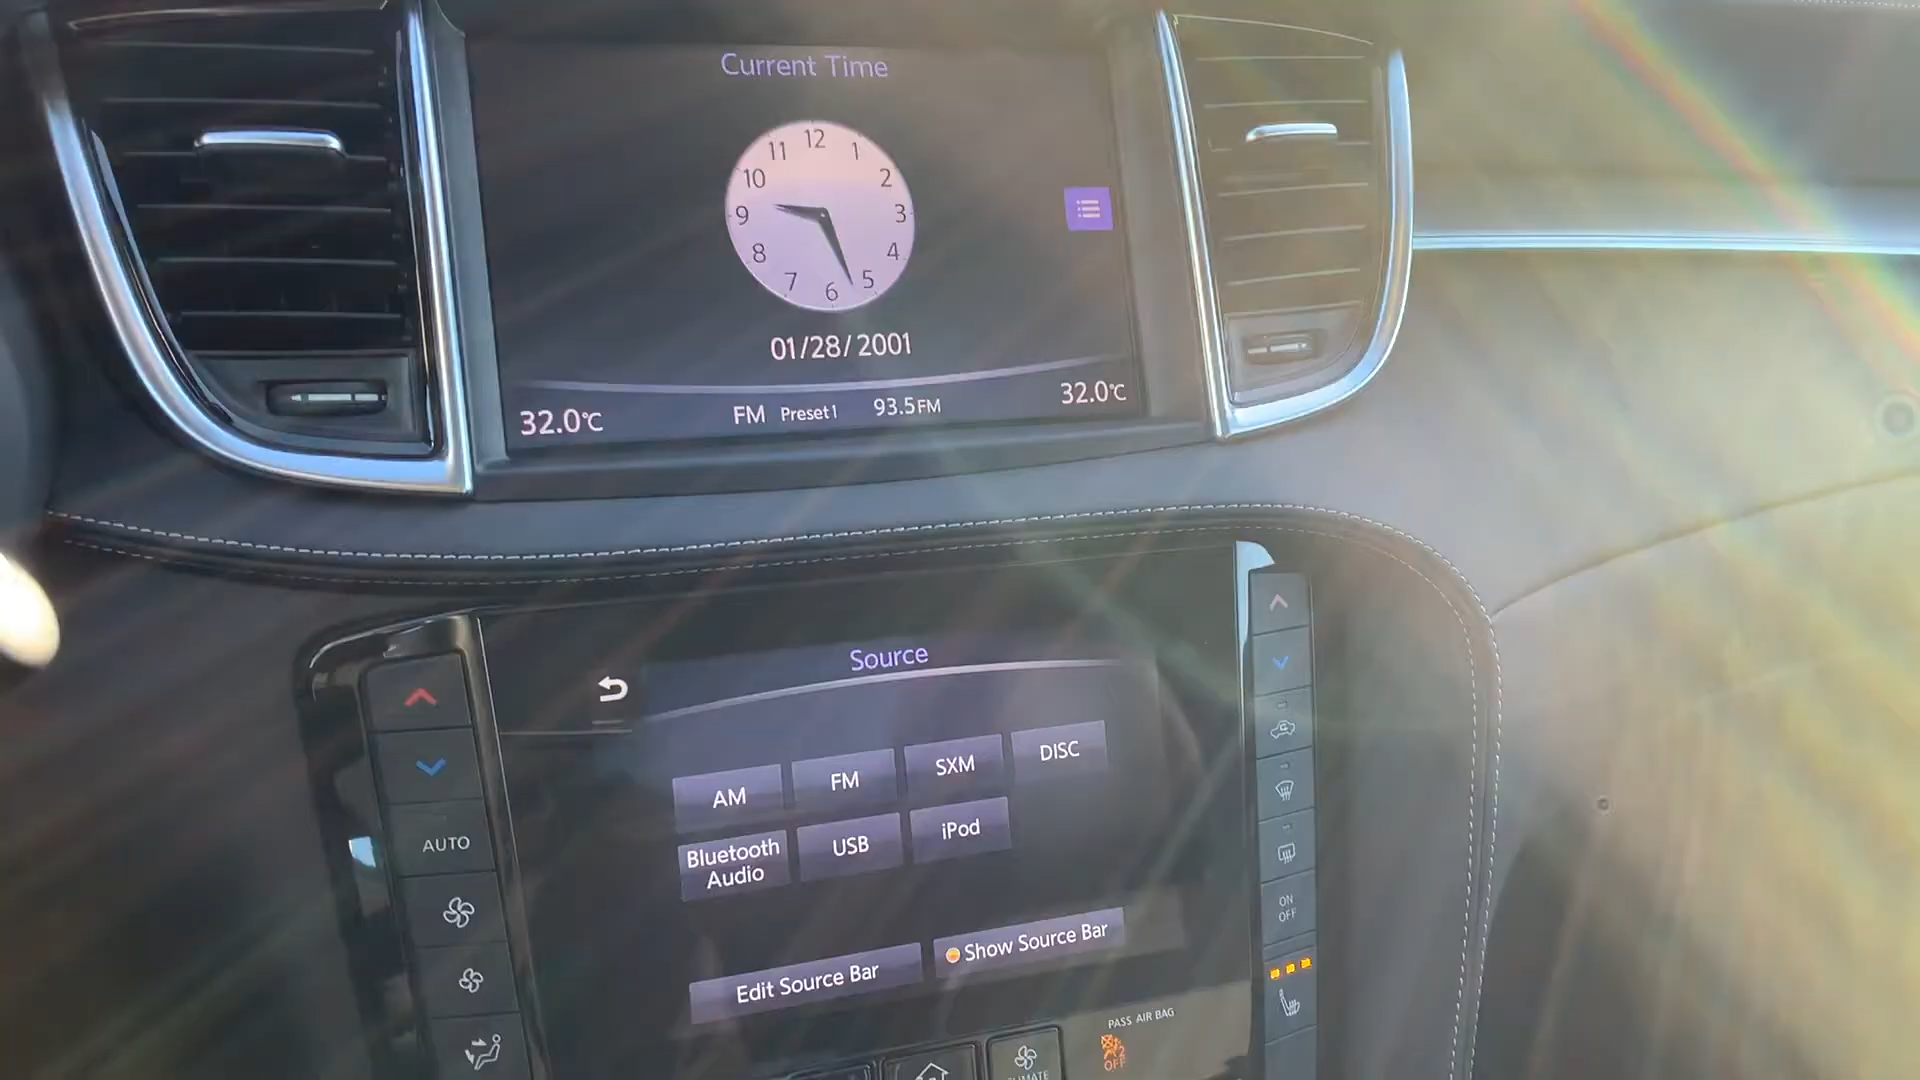 Current Time
12
11
1
10
2
9
3
8
4
7
5
6
01/28/2001
32.0°C
FM Preset1 93.5FM
32.0°C
Source
AM
FM
SXM
DISC
Bluetooth
Audio
USB
iPod
Edit Source Bar
Show Source Bar
AUTO
ON
OFF
PASS AIR BAG
OFF